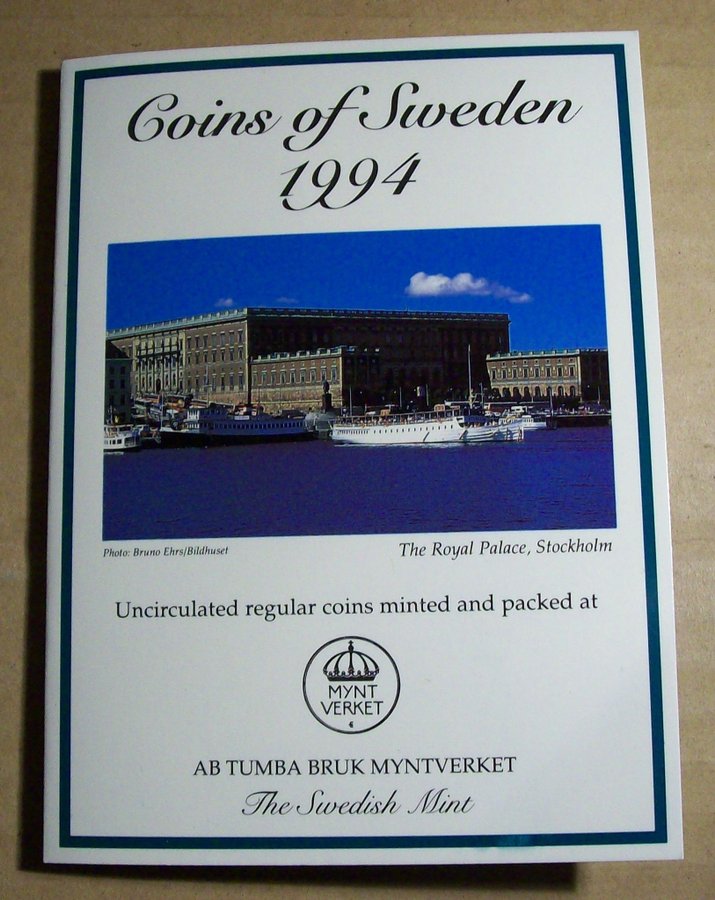 Coins of Sweden
1994
Photo: Bruno Ehrs/Bildhuset
The Royal Palace, Stockholm
Uncirculated regular coins minted and packed at
MYNT
VERKET
AB TUMBA BRUK MYNTVERKET
The Swedish Mint